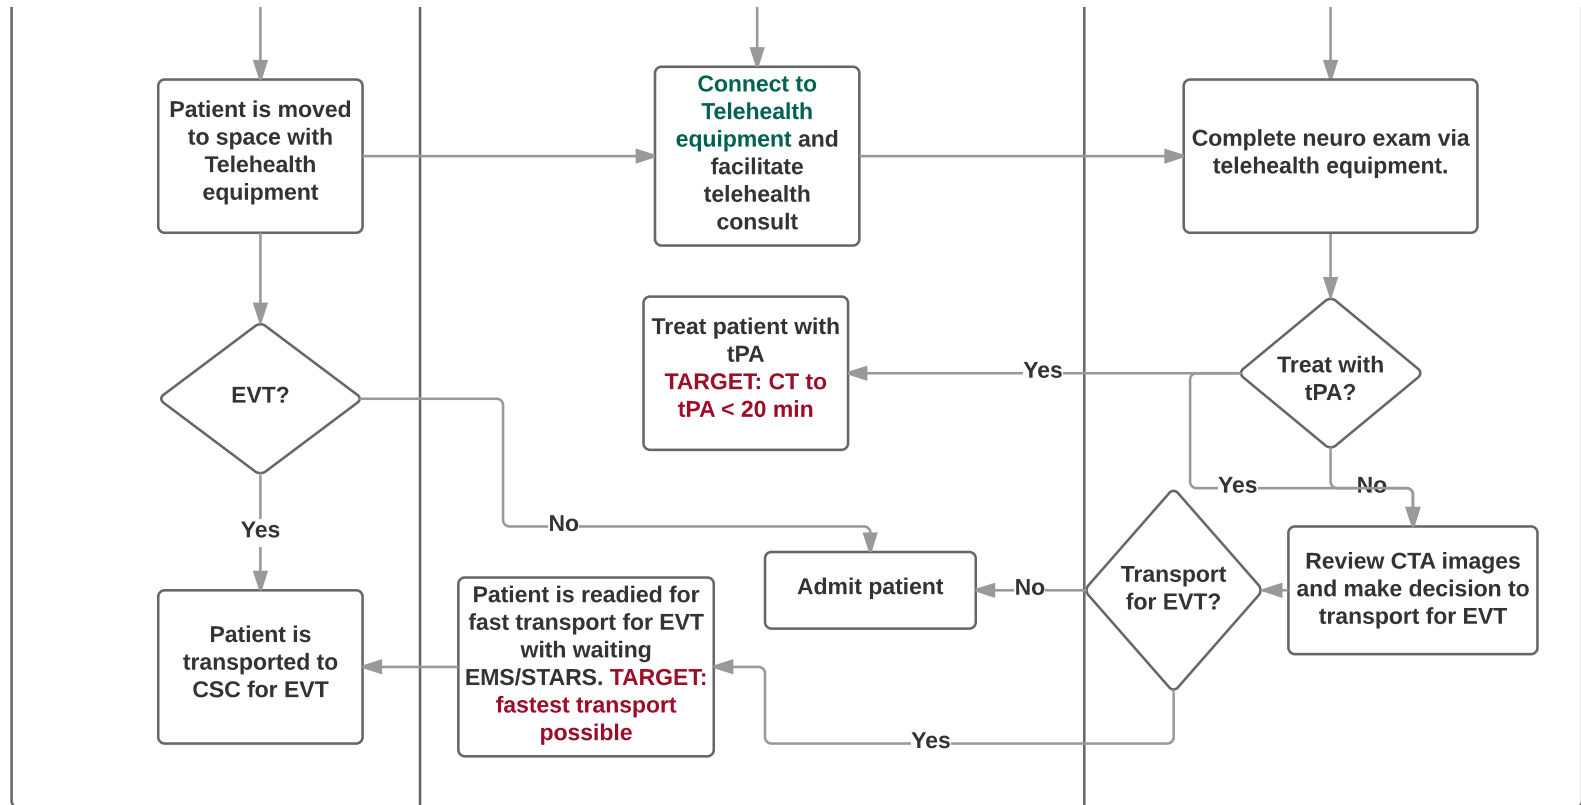 Patient is moved
to space with
Telehealth
equipment
Connect to
Telehealth
equipment and
facilitate
telehealth
consult
Complete neuro exam via
telehealth equipment.
EVT?
Treat patient with
tPA
TARGET: CT to
tPA < 20 min
Yes
Treat with
tPA?
Yes
No
Yes
No
Patient is
transported to
CSC for EVT
Patient is readied for
fast transport for EVT
with waiting
EMS/STARS. TARGET:
fastest transport
possible
Admit patient
No
Transport
for EVT?
Review CTA images
and make decision to
transport for EVT
Yes